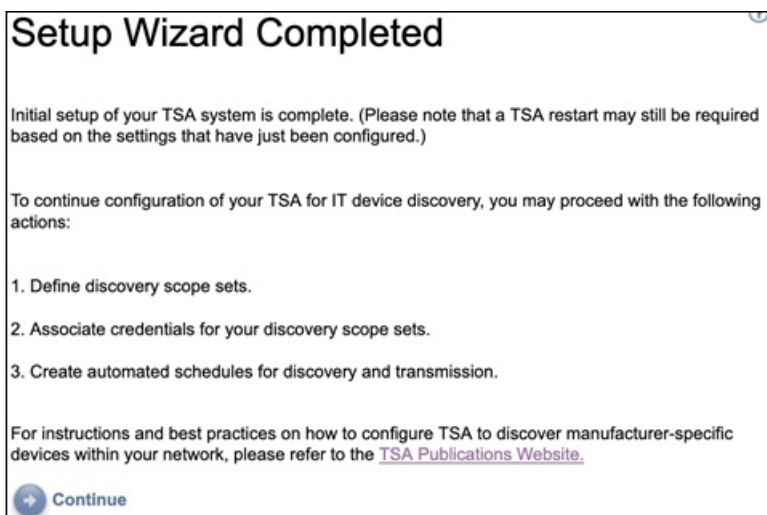 Setup Wizard Completed
Initial setup of your TSA system is complete. (Please note that a TSA restart may still be required
based on the settings that have just been configured.)
To continue configuration of your TSA for IT device discovery, you may proceed with the following
actions:
1. Define discovery scope sets.
2. Associate credentials for your discovery scope sets.
3. Create automated schedules for discovery and transmission.
For instructions and best practices on how to configure TSA to discover manufacturer-specific
devices within your network, please refer to the TSA Publications Website.
Continue